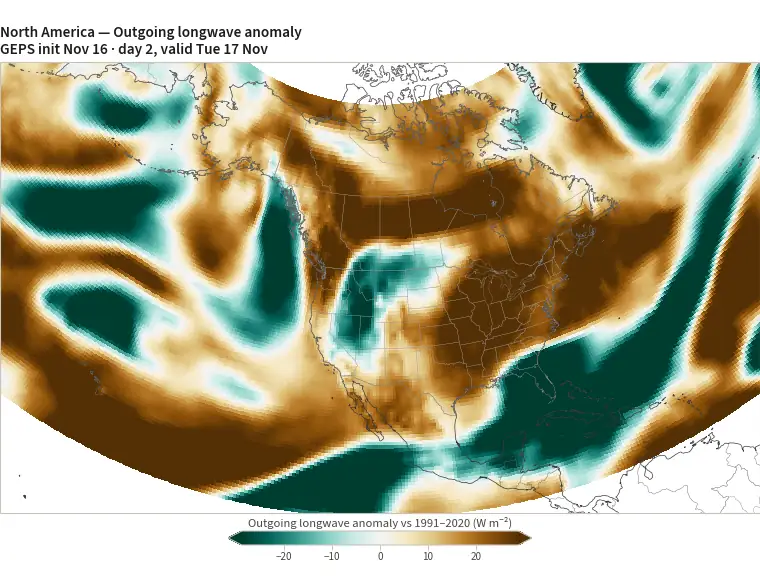 North America — Outgoing longwave anomaly
GEPS init Nov 16 · day 2, valid Tue 17 Nov
Outgoing longwave anomaly vs 1991–2020 (W m⁻²)
−20 −10 0 10 20